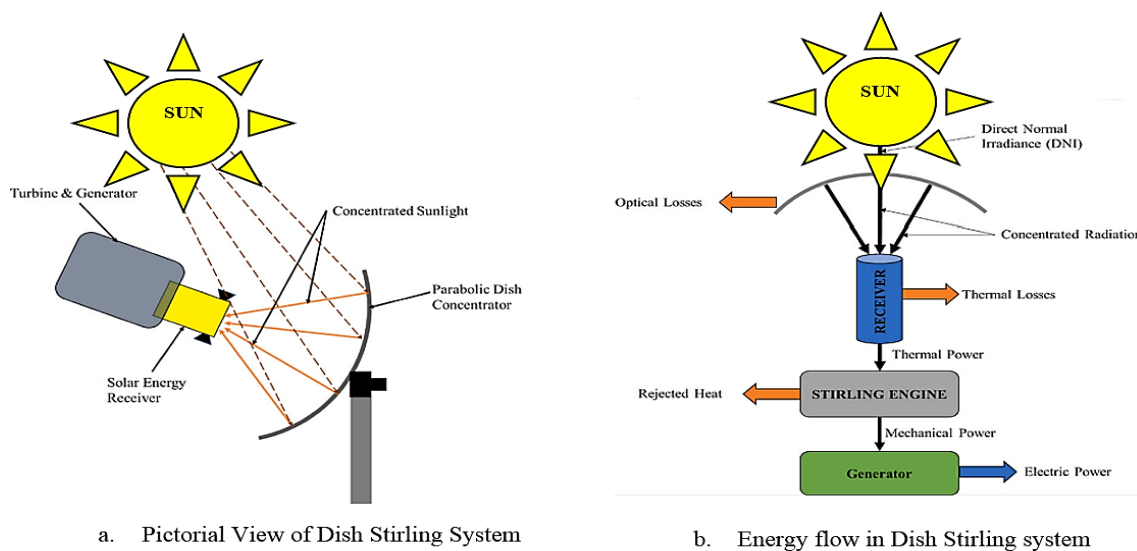 SUN
Turbine & Generator
Concentrated Sunlight
Parabolic Dish
Concentrator
Solar Energy
Receiver
a. Pictorial View of Dish Stirling System
SUN
Direct Normal
Irradiance (DNI)
Optical Losses
Concentrated Radiation
RECEIVER
Thermal Losses
Thermal Power
Rejected Heat
STIRLING ENGINE
Mechanical Power
Generator
Electric Power
b. Energy flow in Dish Stirling system